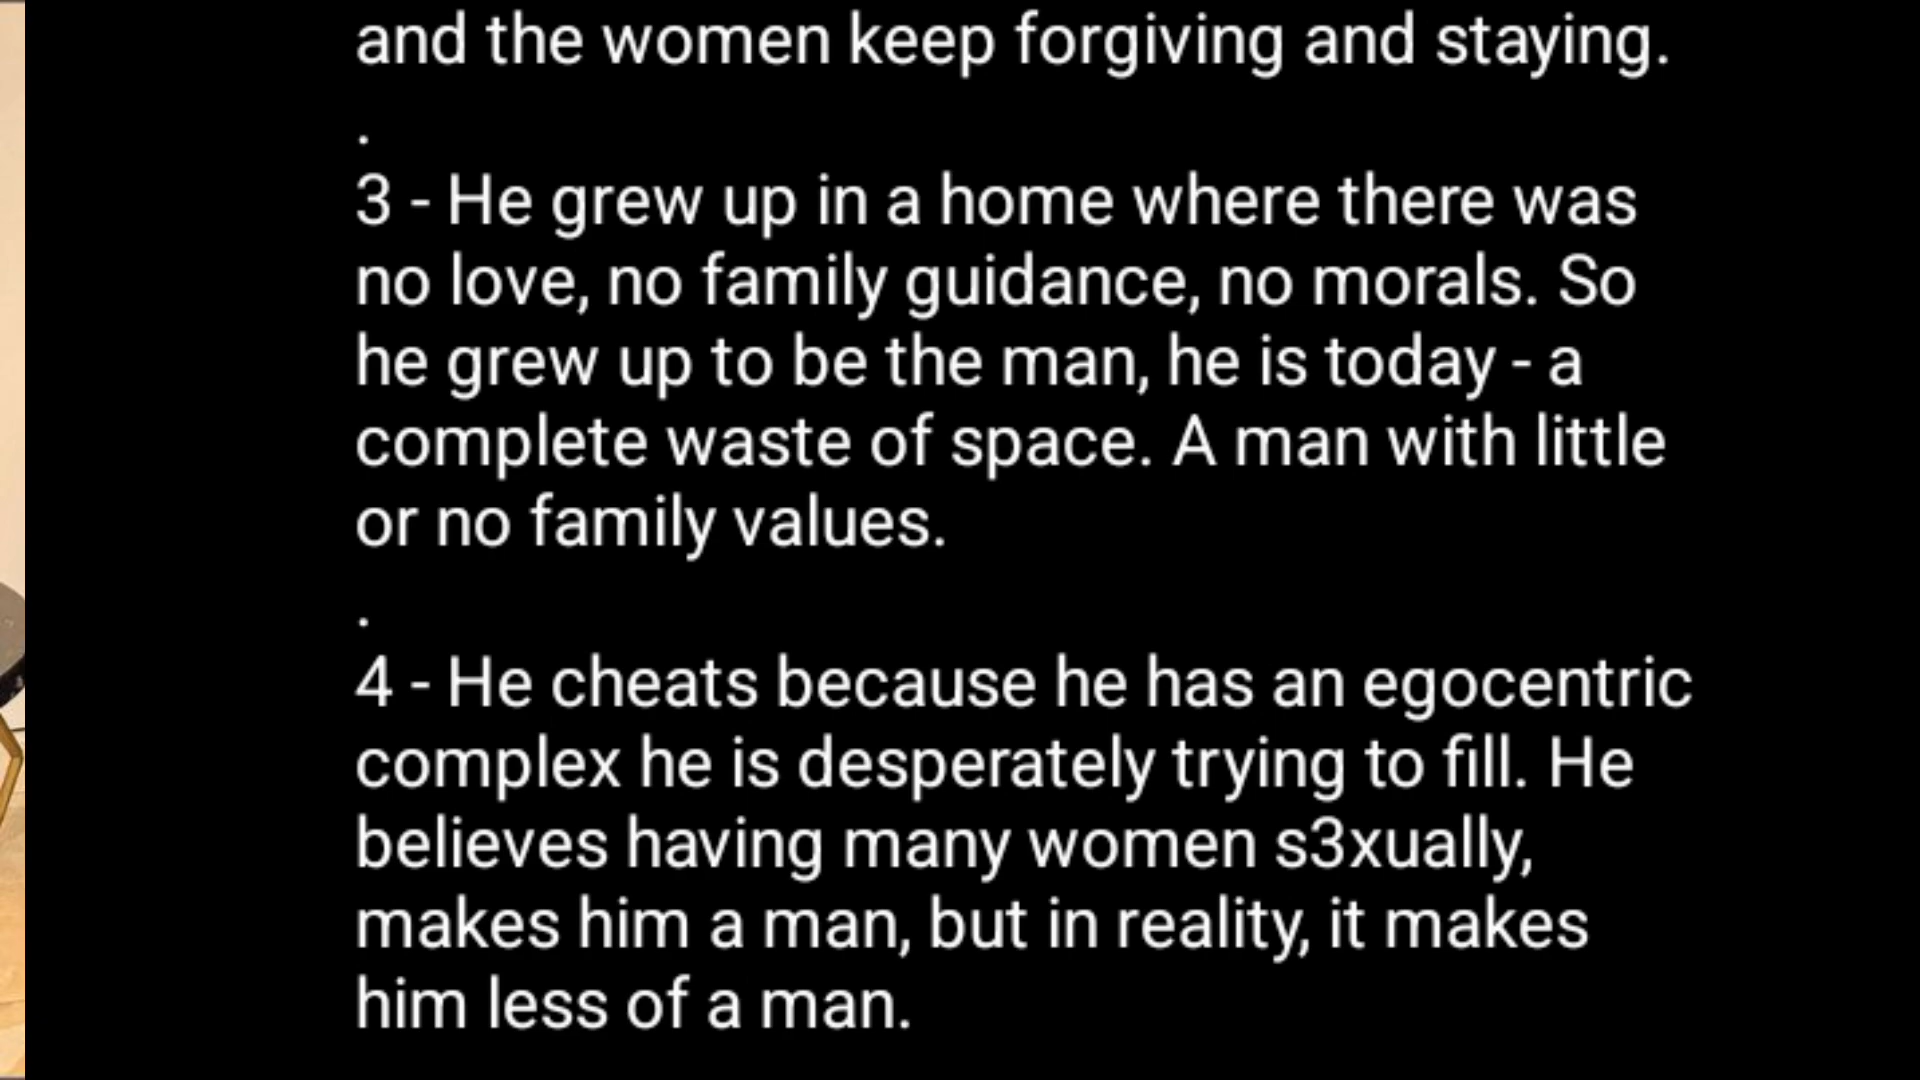 and the women keep forgiving and staying.
.
3 - He grew up in a home where there was
no love, no family guidance, no morals. So
he grew up to be the man, he is today - a
complete waste of space. A man with little
or no family values.
.
4 - He cheats because he has an egocentric
complex he is desperately trying to fill. He
believes having many women s3xually,
makes him a man, but in reality, it makes
him less of a man.